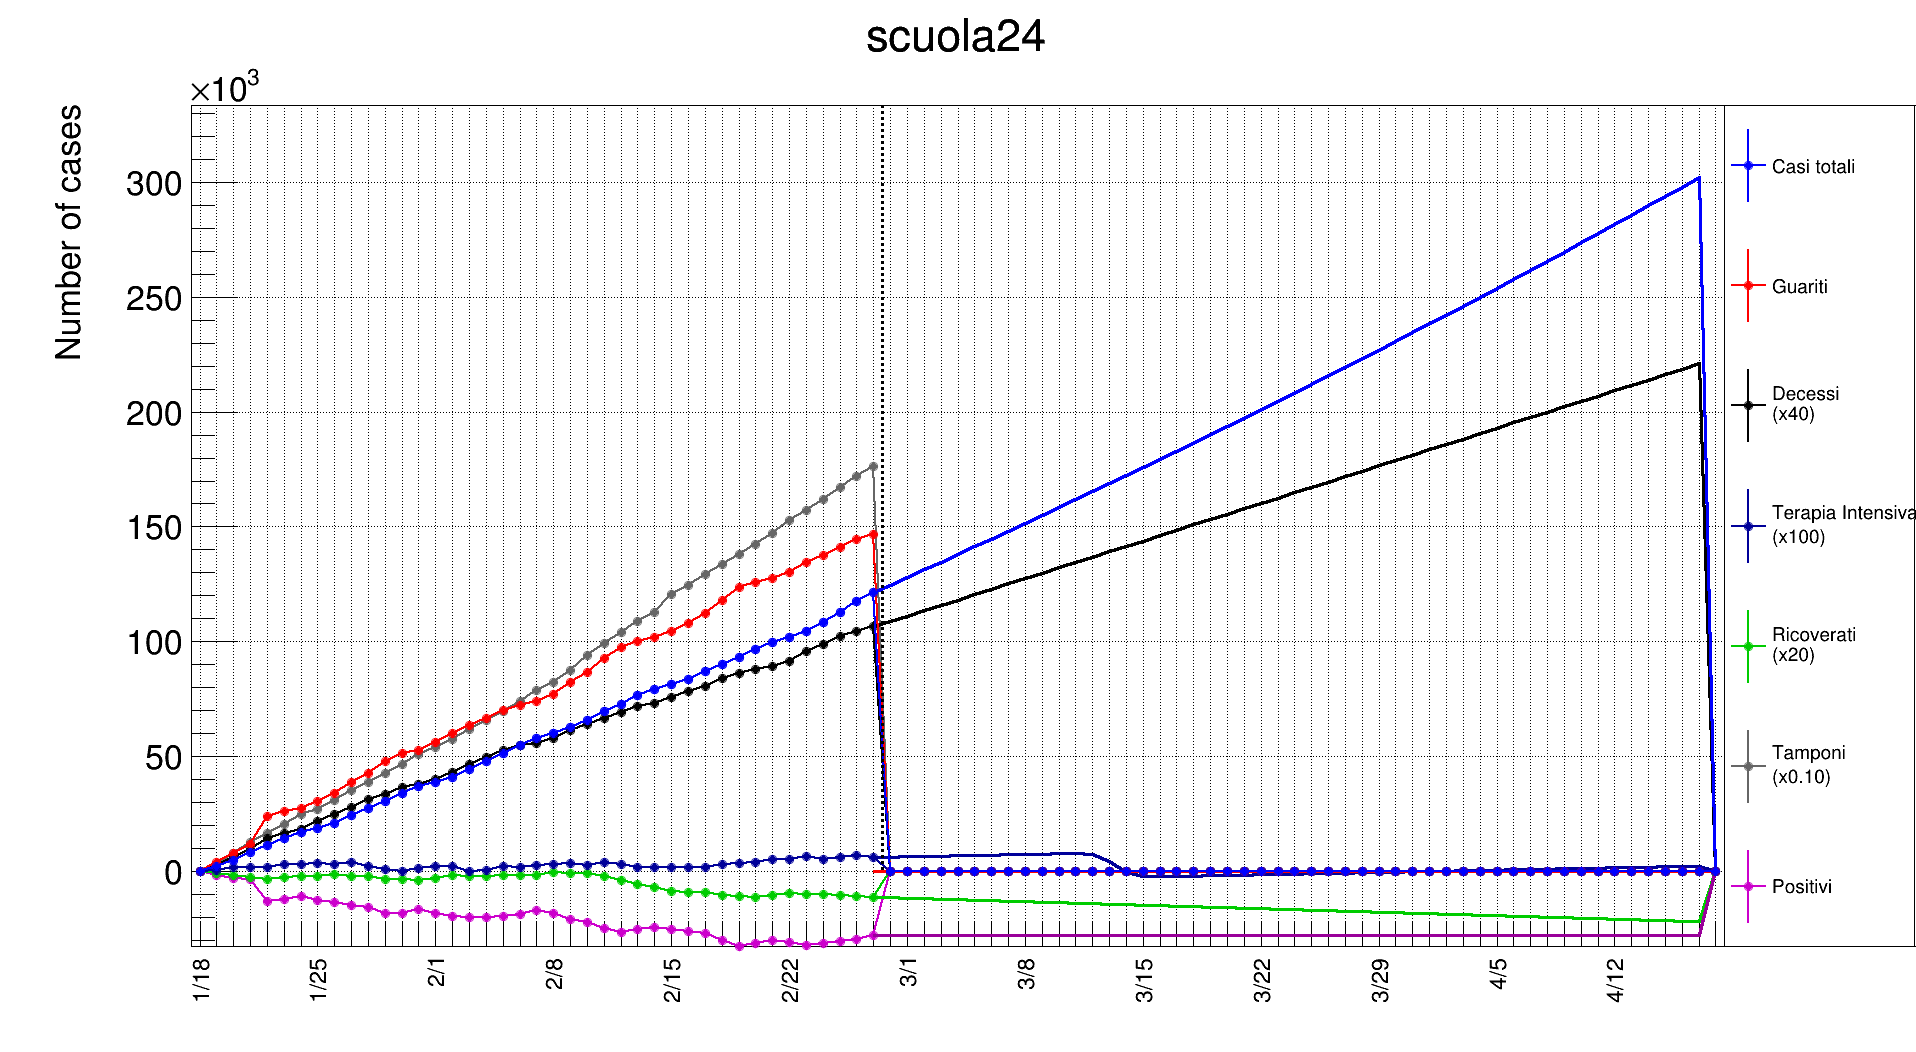 scuola24
×10³
Number of cases
300
250
200
150
100
50
0
1/18 1/25 2/1 2/8 2/15 2/22 3/1 3/8 3/15 3/22 3/29 4/5 4/12
Casi totali
Guariti
Decessi
(x40)
Terapia Intensiva
(x100)
Ricoverati
(x20)
Tamponi
(x0.10)
Positivi